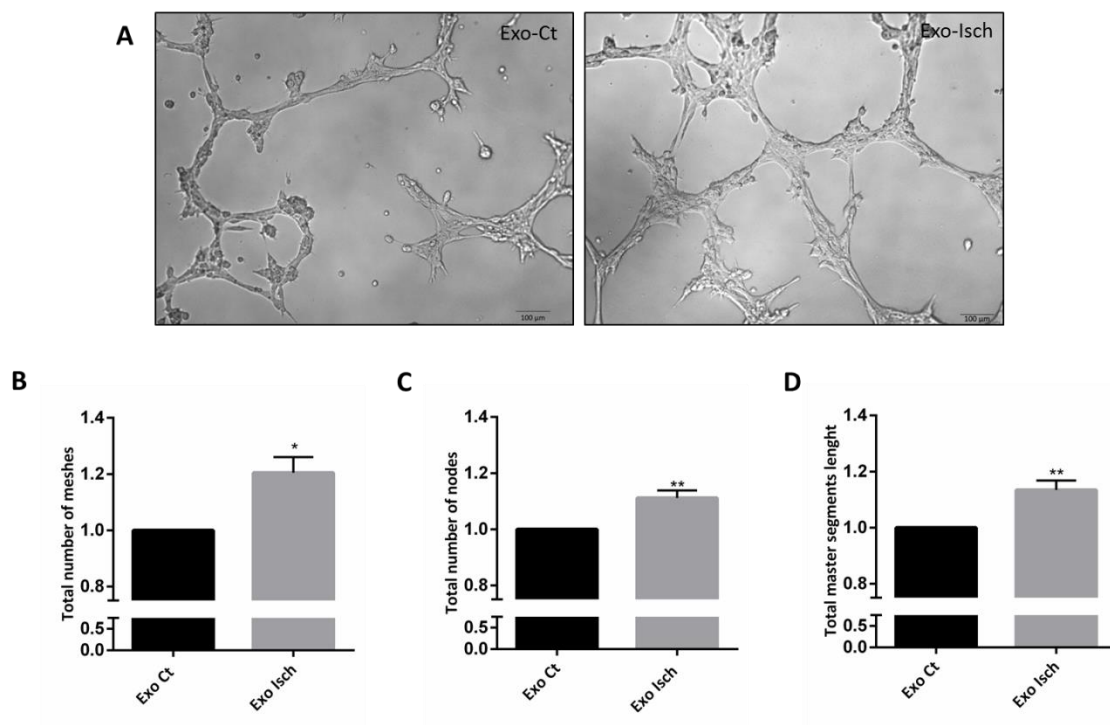 A
Exo-Ct
Exo-Isch
100 µm
100 µm
B
Total number of meshes
1.4
1.2
1.0
0.8
0.5
0.0
Exo Ct
Exo Isch
*
C
Total number of nodes
1.4
1.2
1.0
0.8
0.5
0.0
Exo Ct
Exo Isch
**
D
Total master segments lenght
1.4
1.2
1.0
0.8
0.5
0.0
Exo Ct
Exo Isch
**